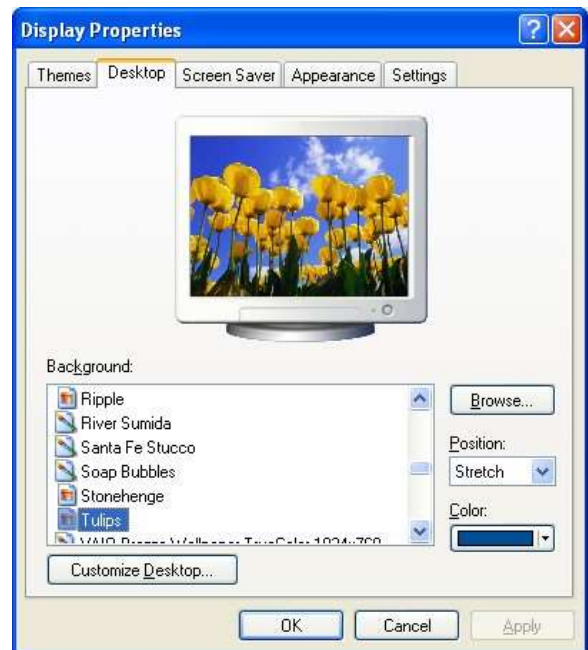 Display Properties
Themes Desktop Screen Saver Appearance Settings
Background:
Ripple
River Sumida
Santa Fe Stucco
Soap Bubbles
Stonehenge
Tulips
Browse...
Position:
Stretch
Color:
Customize Desktop...
OK Cancel Apply